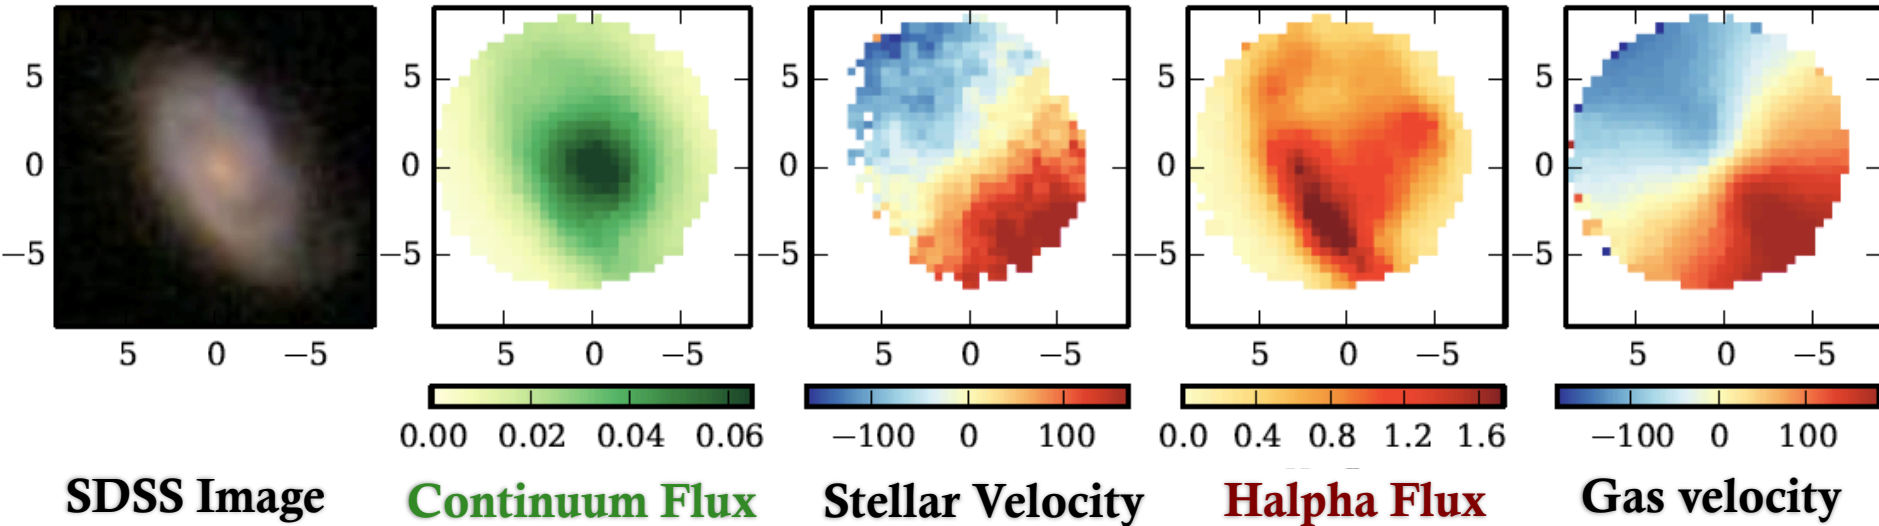 5
0
−5
5 0 −5
5
0
−5
5 0 −5
0.00 0.02 0.04 0.06
5
0
−5
5 0 −5
−100 0 100
5
0
−5
5 0 −5
0.0 0.4 0.8 1.2 1.6
5
0
−5
5 0 −5
−100 0 100
SDSS Image
Continuum Flux
Stellar Velocity
Halpha Flux
Gas velocity